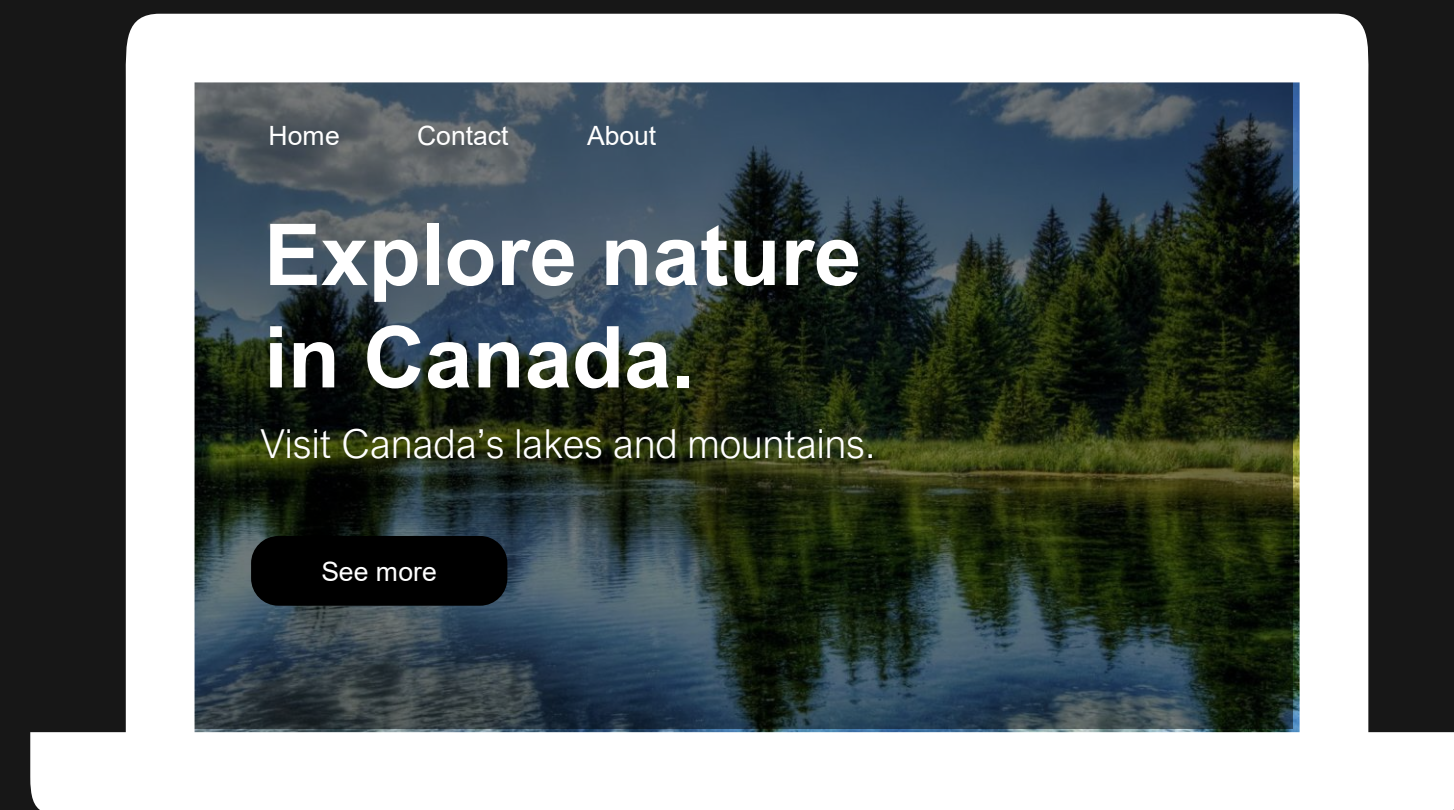 Home Contact About
Explore nature
in Canada.
Visit Canada’s lakes and mountains.
See more